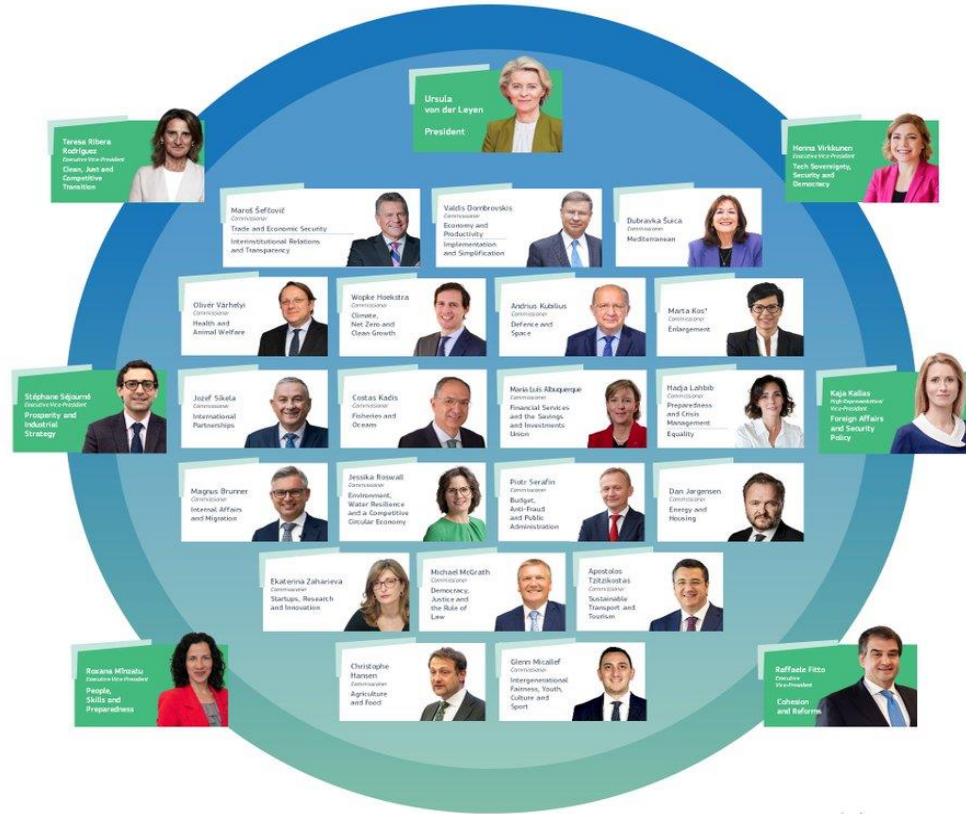 Ursula
von der Leyen
President
Teresa Ribera
Rodríguez
Executive Vice-President
Clean, Just and
Competitive
Transition
Henna Virkkunen
Executive Vice-President
Tech Sovereignty,
Security and
Democracy
Maroš Šefčovič
Commissioner
Trade and Economic Security
Interinstitutional Relations
and Transparency
Valdis Dombrovskis
Commissioner
Economy and
Productivity
Implementation
and Simplification
Dubravka Šuica
Commissioner
Mediterranean
Olivér Várhelyi
Commissioner
Health and
Animal Welfare
Wopke Hoekstra
Commissioner
Climate,
Net Zero and
Clean Growth
Andrius Kubilius
Commissioner
Defence and
Space
Marta Kos*
Commissioner
Enlargement
Stéphane Séjourné
Executive Vice-President
Prosperity and
Industrial
Strategy
Jozef Síkela
Commissioner
International
Partnerships
Costas Kadis
Commissioner
Fisheries and
Oceans
Maria Luís Albuquerque
Commissioner
Financial Services
and the Savings
and Investments
Union
Hadja Lahbib
Commissioner
Preparedness
and Crisis
Management
Equality
Kaja Kallas
High Representative/
Vice-President
Foreign Affairs
and Security
Policy
Magnus Brunner
Commissioner
Internal Affairs
and Migration
Jessika Roswall
Commissioner
Environment,
Water Resilience
and a Competitive
Circular Economy
Piotr Serafin
Commissioner
Budget,
Anti-Fraud
and Public
Administration
Dan Jørgensen
Commissioner
Energy and
Housing
Ekaterina Zaharieva
Commissioner
Startups, Research
and Innovation
Michael McGrath
Commissioner
Democracy,
Justice and
the Rule of
Law
Apostolos
Tzitzikostas
Commissioner
Sustainable
Transport and
Tourism
Roxana Mînzatu
Executive Vice-President
People,
Skills and
Preparedness
Christophe
Hansen
Commissioner
Agriculture
and Food
Glenn Micallef
Commissioner
Intergenerational
Fairness, Youth,
Culture and
Sport
Raffaele Fitto
Executive
Vice-President
Cohesion
and Reforms